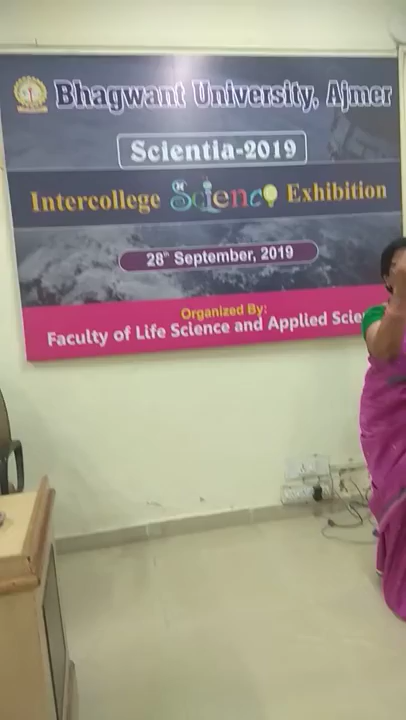 Bhagwant University, Ajmer
Scientia-2019
Intercollege Science Exhibition
28th September, 2019
Organized By:
Faculty of Life Science and Applied Scie